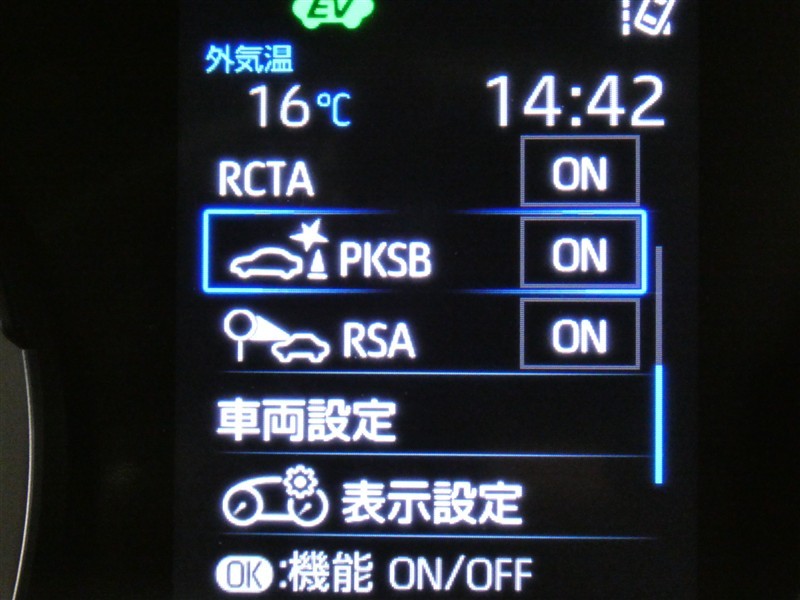 EV
外気温
16℃ 14:42
RCTA ON
PKSB ON
RSA ON
車両設定
表示設定
OK:機能 ON/OFF